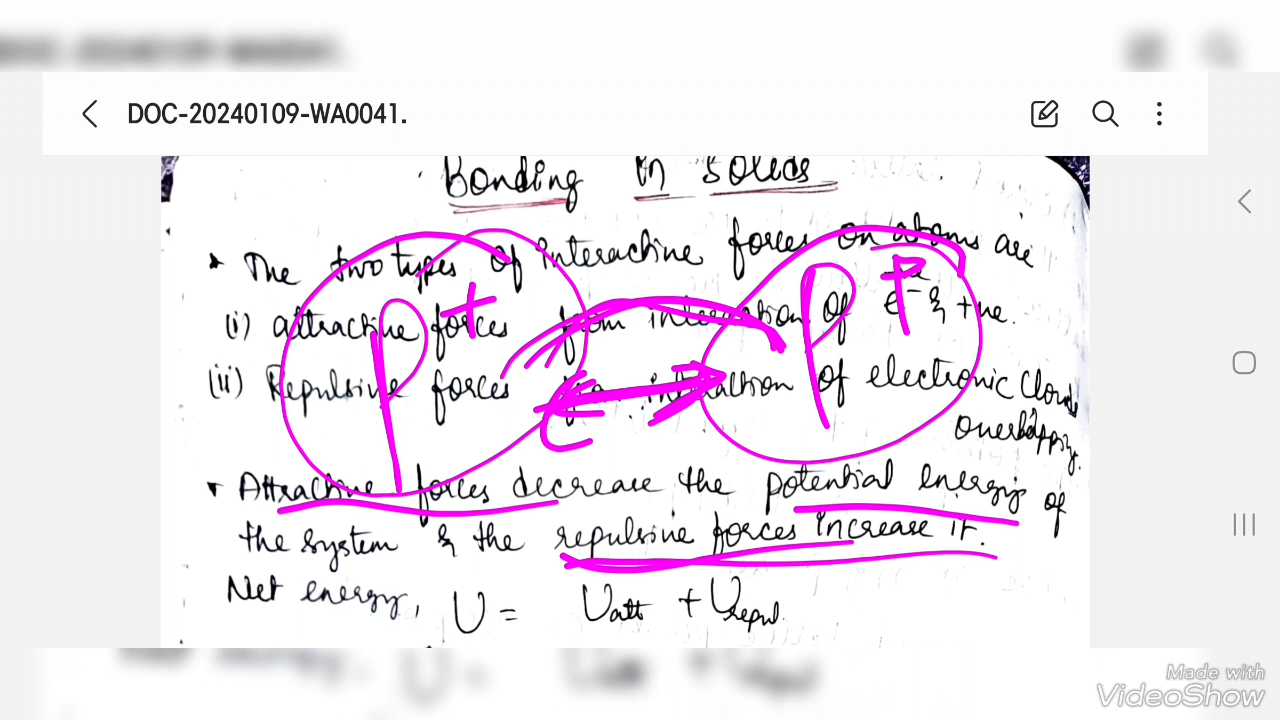 DOC-20240109-WA0041.
Bonding in Solids
* The two types of interactive forces on atoms are
(i) attractive forces from interaction of e⁻ & +ve.
(ii) Repulsive forces from interaction of electronic Cloud
overlapping.
P + P P
* Attractive forces decrease the potential energy of
the system & the repulsive forces increase it.
Net energy, U = Uatt + Urepul.
Made with
VideoShow